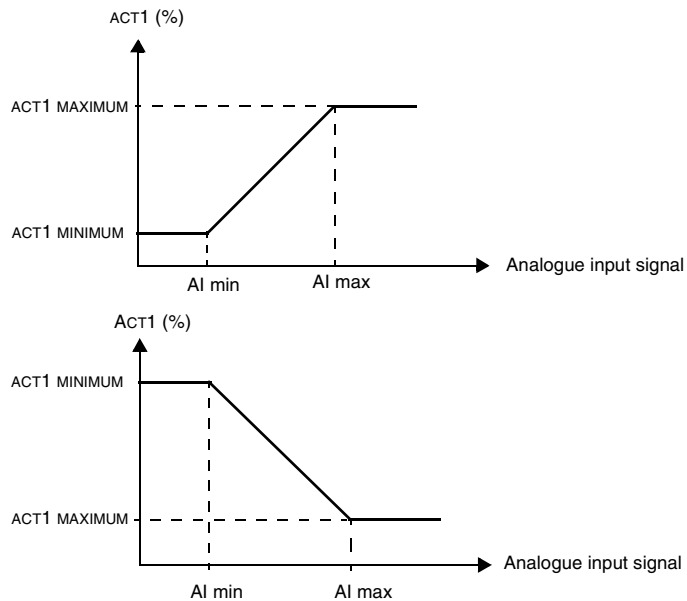 ACT1 (%)
ACT1 MAXIMUM
ACT1 MINIMUM
Analogue input signal
AI min
AI max
ACT1 (%)
ACT1 MINIMUM
ACT1 MAXIMUM
Analogue input signal
AI min
AI max